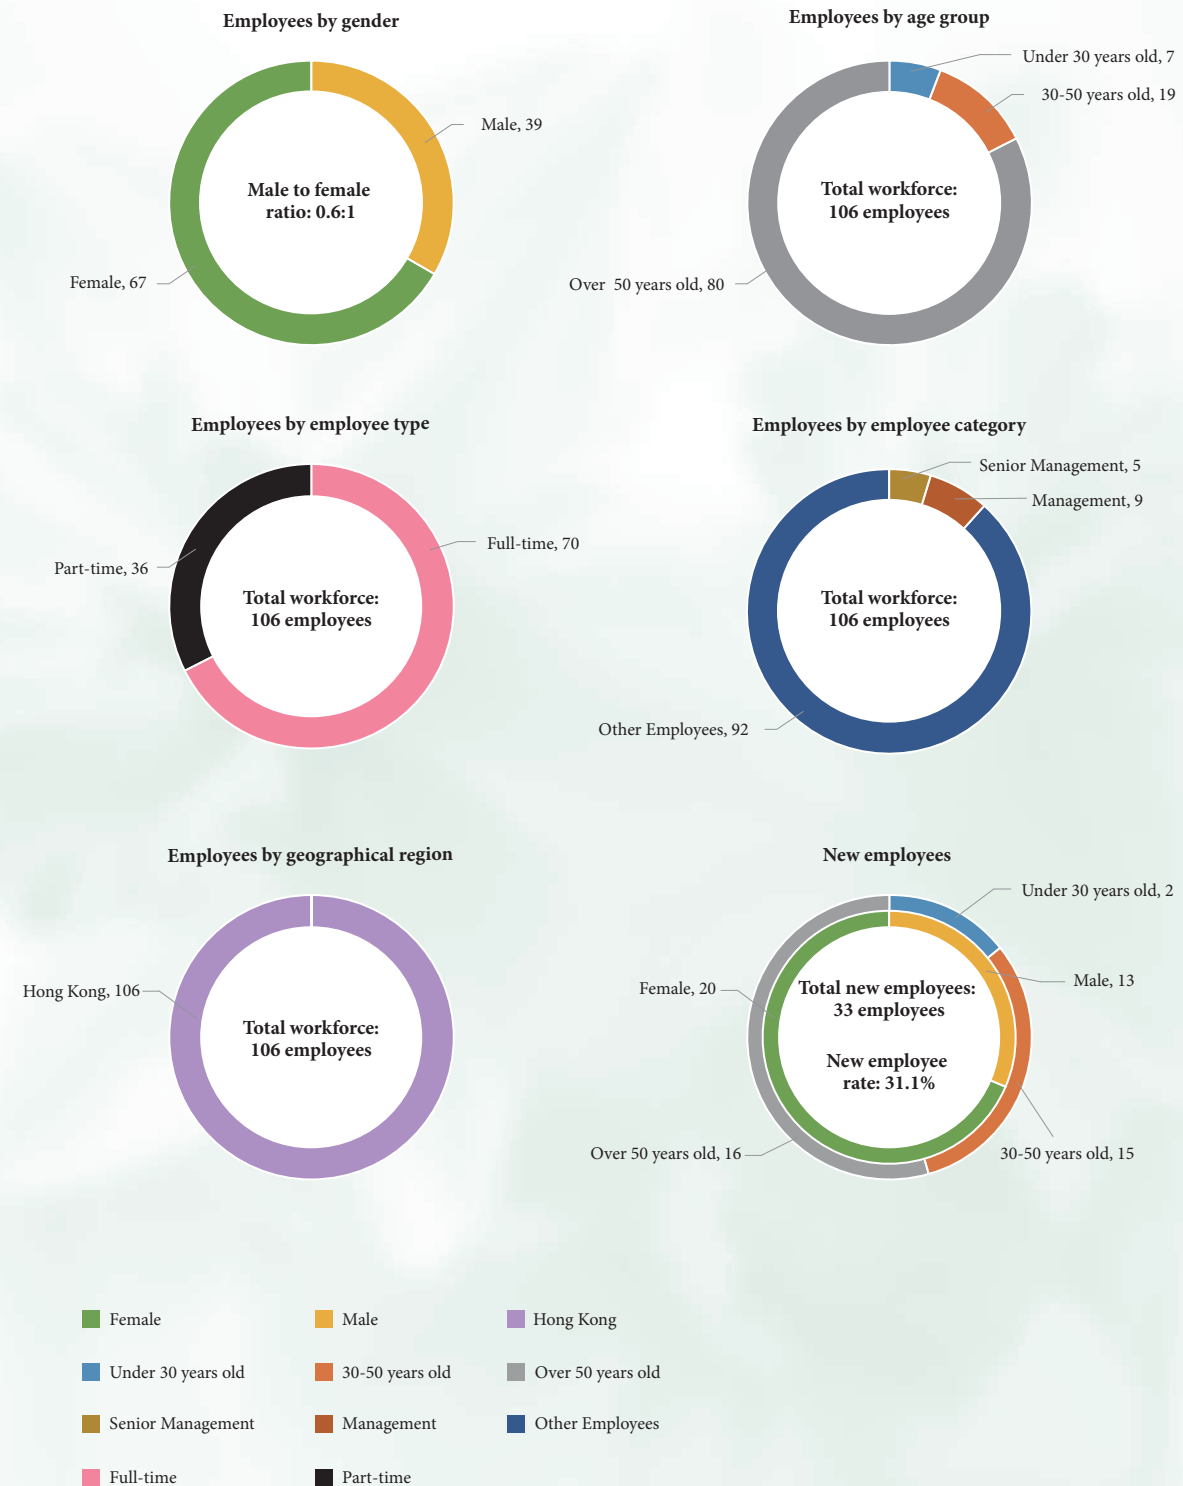 Employees by gender
Male, 39
Male to female
ratio: 0.6:1
Female, 67
Employees by age group
Under 30 years old, 7
30-50 years old, 19
Total workforce:
106 employees
Over  50 years old, 80
Employees by employee type
Full-time, 70
Part-time, 36
Total workforce:
106 employees
Employees by employee category
Senior Management, 5
Management, 9
Total workforce:
106 employees
Other Employees, 92
Employees by geographical region
Hong Kong, 106
Total workforce:
106 employees
New employees
Under 30 years old, 2
Male, 13
Female, 20
Total new employees:
33 employees
New employee
rate: 31.1%
Over 50 years old, 16
30-50 years old, 15
Female
Male
Hong Kong
Under 30 years old
30-50 years old
Over 50 years old
Senior Management
Management
Other Employees
Full-time
Part-time